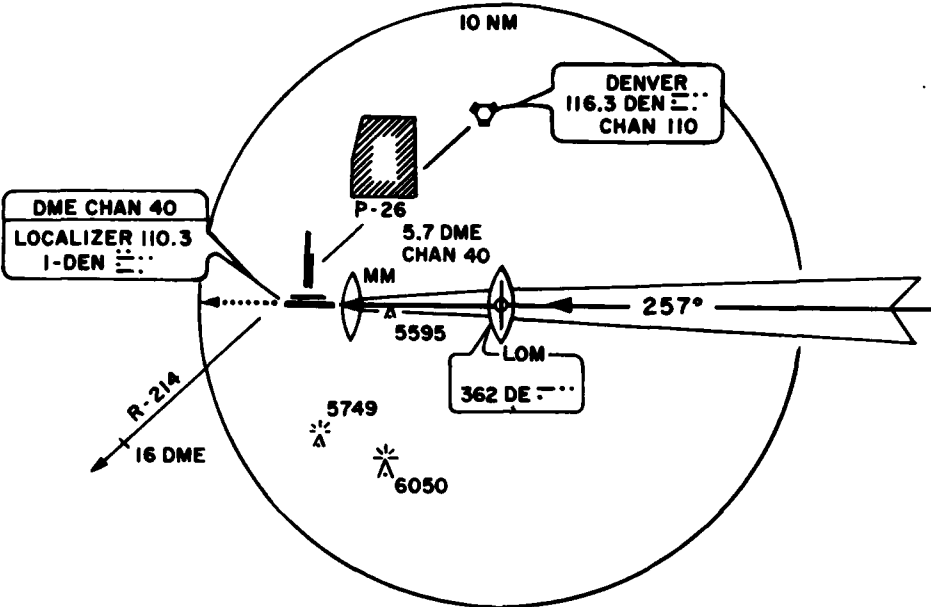 10 NM
DENVER
116.3 DEN
CHAN 110
P-26
DME CHAN 40
LOCALIZER 110.3
I-DEN
5.7 DME
CHAN 40
MM
257°
5595
LOM
362 DE
R-214
16 DME
5749
6050